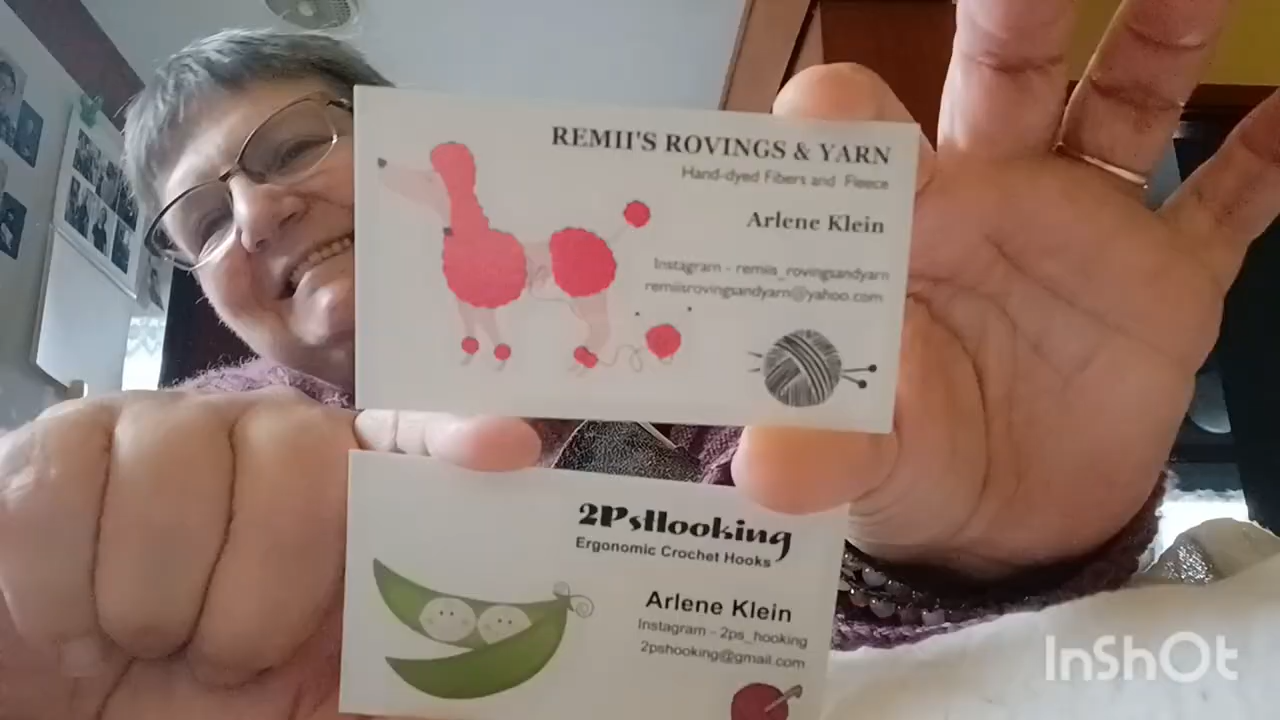 REMII'S ROVINGS & YARN
Hand-dyed Fibers and Fleece
Arlene Klein
Instagram - remiis_rovingsandyarn
remiisrovingsandyarn@yahoo.com
2PsHooking
Ergonomic Crochet Hooks
Arlene Klein
Instagram - 2ps_hooking
2pshooking@gmail.com
InShOt